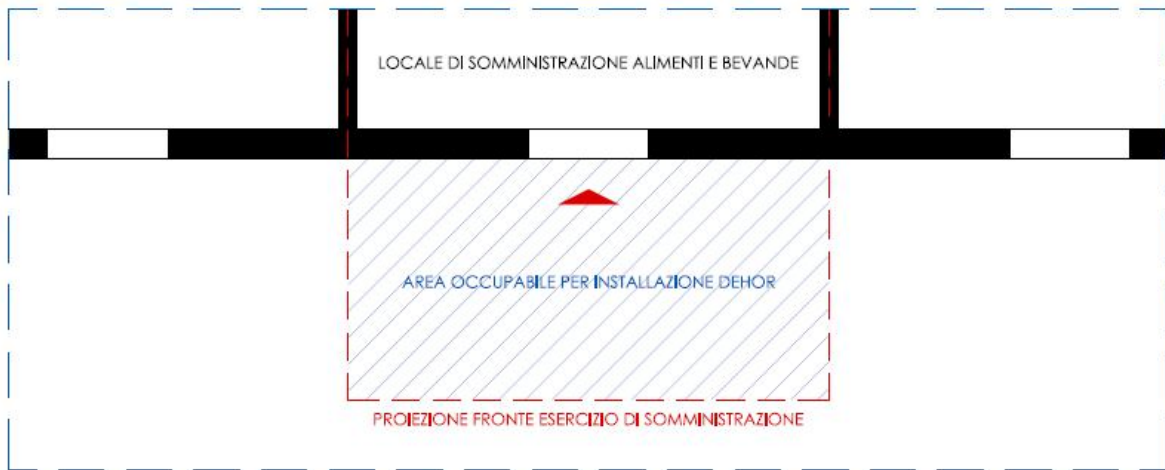 LOCALE DI SOMMINISTRAZIONE ALIMENTI E BEVANDE
AREA OCCUPABILE PER INSTALLAZIONE DEHOR
PROIEZIONE FRONTE ESERCIZIO DI SOMMINISTRAZIONE